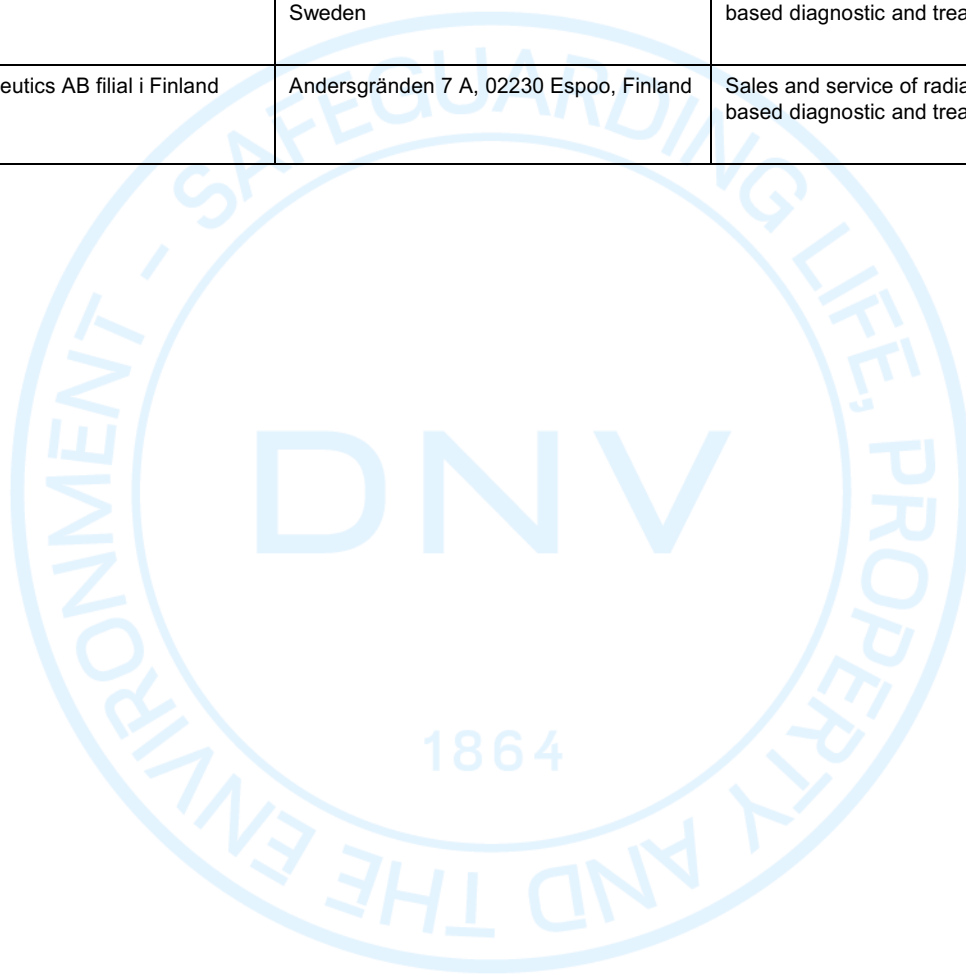 Sweden
based diagnostic and trea
eutics AB filial i Finland
Andersgränden 7 A, 02230 Espoo, Finland
Sales and service of radia
based diagnostic and trea
SAFEGUARDING LIFE, PROPERTY AND THE ENVIRONMENT -
DNV
1864